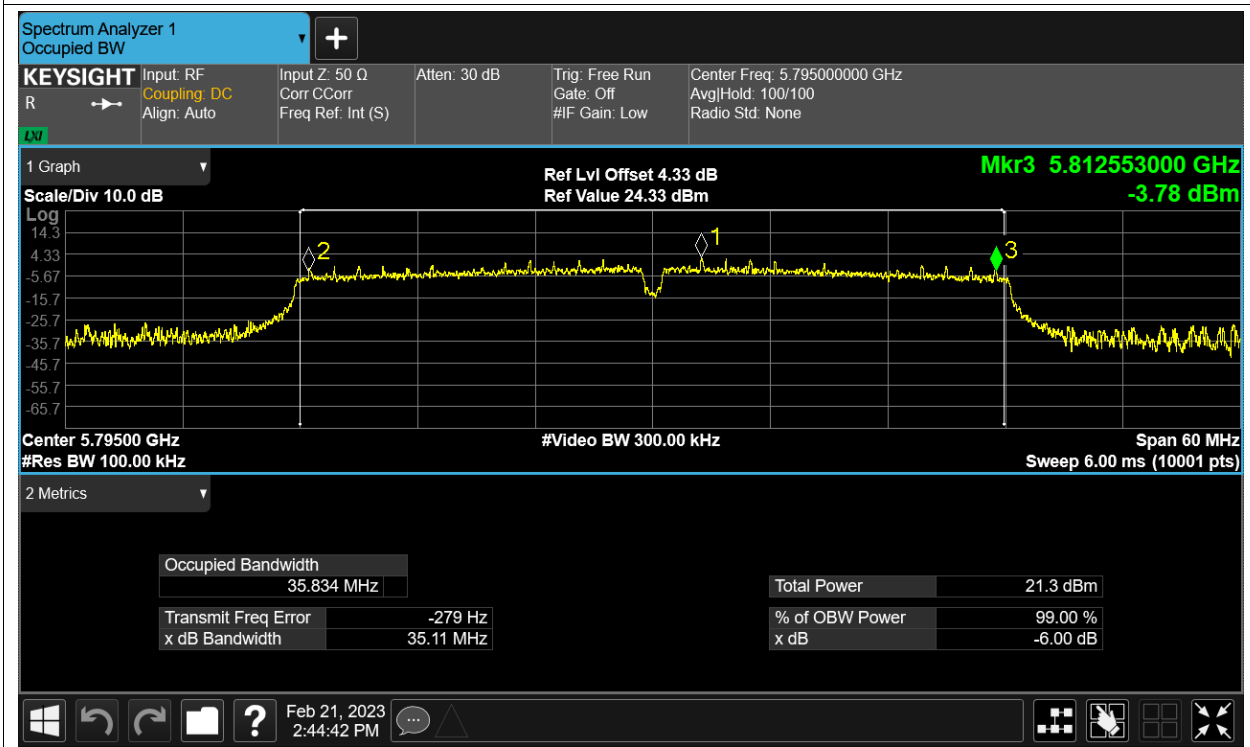 Spectrum Analyzer 1
Occupied BW
KEYSIGHT
R
LXI
Input: RF
Coupling: DC
Align: Auto
Input Z: 50 Ω
Corr CCorr
Freq Ref: Int (S)
Atten: 30 dB
Trig: Free Run
Gate: Off
#IF Gain: Low
Center Freq: 5.795000000 GHz
Avg|Hold: 100/100
Radio Std: None
1 Graph
Scale/Div 10.0 dB
Ref Lvl Offset 4.33 dB
Ref Value 24.33 dBm
Mkr3 5.812553000 GHz
-3.78 dBm
Log
14.3
4.33
-5.67
-15.7
-25.7
-35.7
-45.7
-55.7
-65.7
2
1
3
Center 5.79500 GHz
#Res BW 100.00 kHz
#Video BW 300.00 kHz
Span 60 MHz
Sweep 6.00 ms (10001 pts)
2 Metrics
Occupied Bandwidth
35.834 MHz
Transmit Freq Error -279 Hz
x dB Bandwidth 35.11 MHz
Total Power 21.3 dBm
% of OBW Power 99.00 %
x dB -6.00 dB
?
Feb 21, 2023
2:44:42 PM